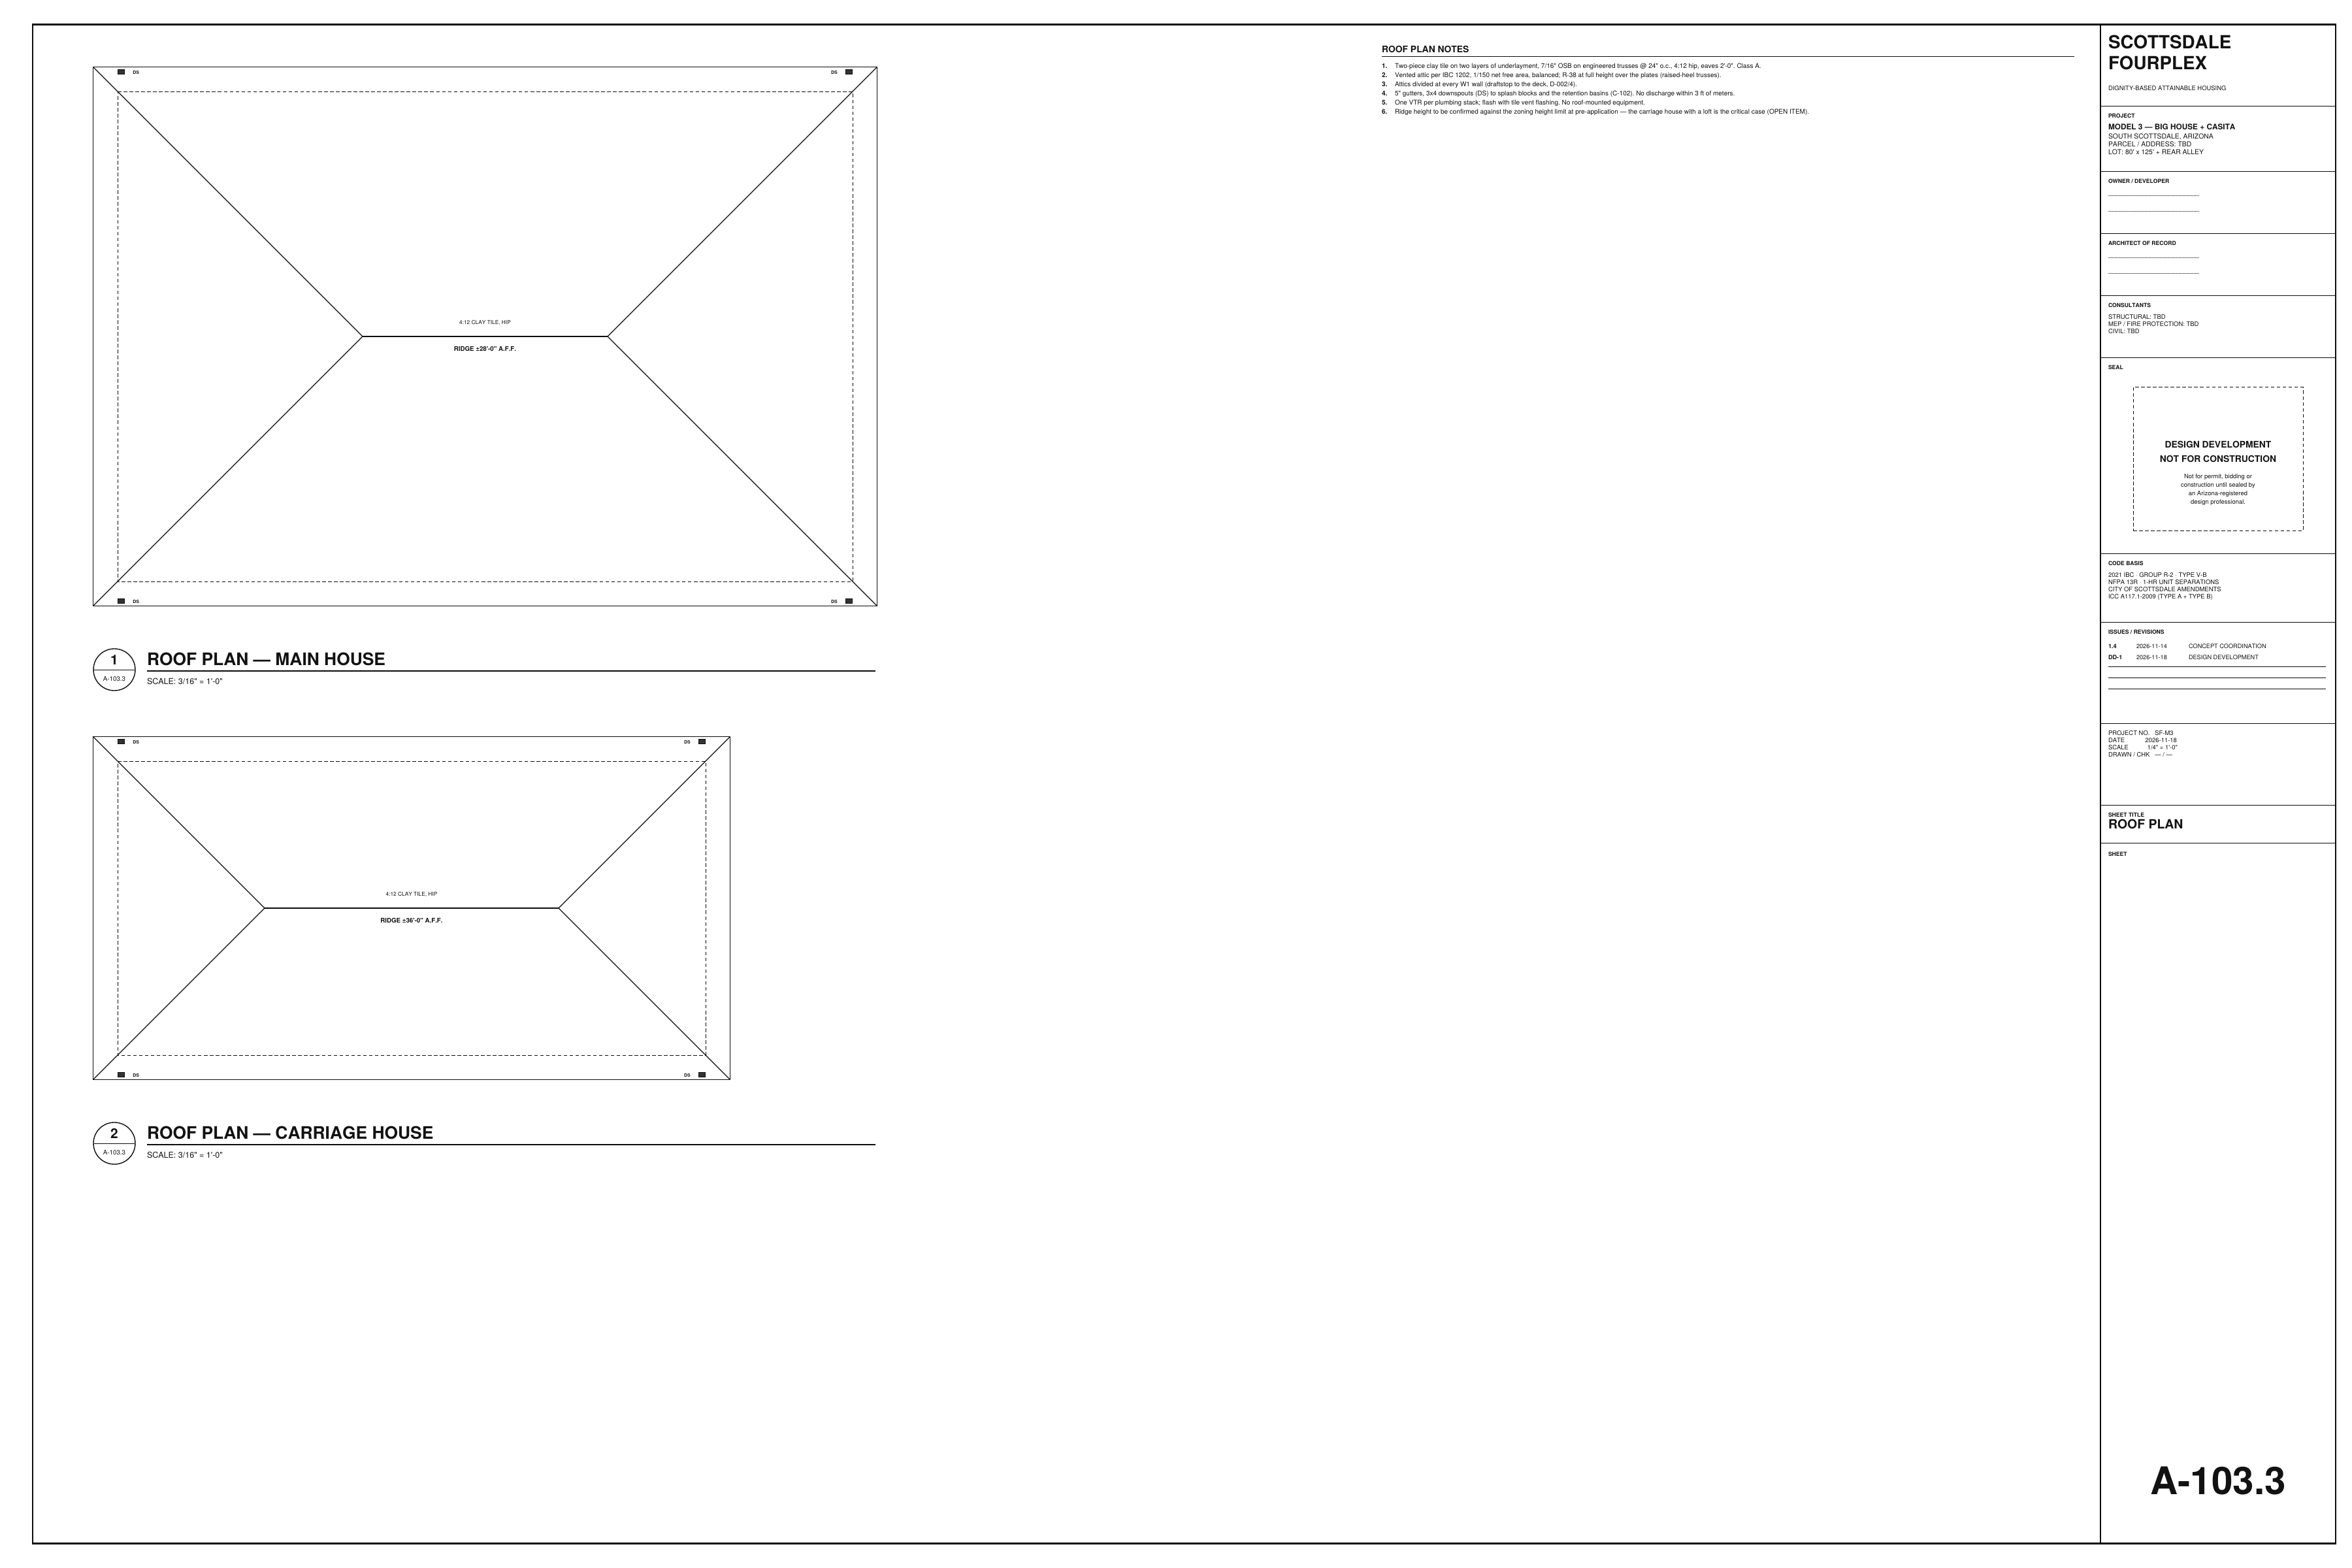 DS
DS
4:12 CLAY TILE, HIP
RIDGE ±28'-0" A.F.F.
DS
DS
1
A-103.3
ROOF PLAN — MAIN HOUSE
SCALE: 3/16" = 1'-0"
DS
DS
4:12 CLAY TILE, HIP
RIDGE ±36'-0" A.F.F.
DS
DS
2
A-103.3
ROOF PLAN — CARRIAGE HOUSE
SCALE: 3/16" = 1'-0"
ROOF PLAN NOTES
1. Two-piece clay tile on two layers of underlayment, 7/16" OSB on engineered trusses @ 24" o.c., 4:12 hip, eaves 2'-0". Class A.
2. Vented attic per IBC 1202, 1/150 net free area, balanced; R-38 at full height over the plates (raised-heel trusses).
3. Attics divided at every W1 wall (draftstop to the deck, D-002/4).
4. 5" gutters, 3x4 downspouts (DS) to splash blocks and the retention basins (C-102). No discharge within 3 ft of meters.
5. One VTR per plumbing stack; flash with tile vent flashing. No roof-mounted equipment.
6. Ridge height to be confirmed against the zoning height limit at pre-application — the carriage house with a loft is the critical case (OPEN ITEM).
SCOTTSDALE
FOURPLEX
DIGNITY-BASED ATTAINABLE HOUSING
PROJECT
MODEL 3 — BIG HOUSE + CASITA
SOUTH SCOTTSDALE, ARIZONA
PARCEL / ADDRESS: TBD
LOT: 80' x 125' + REAR ALLEY
OWNER / DEVELOPER
ARCHITECT OF RECORD
CONSULTANTS
STRUCTURAL: TBD
MEP / FIRE PROTECTION: TBD
CIVIL: TBD
SEAL
DESIGN DEVELOPMENT
NOT FOR CONSTRUCTION
Not for permit, bidding or
construction until sealed by
an Arizona-registered
design professional.
CODE BASIS
2021 IBC · GROUP R-2 · TYPE V-B
NFPA 13R · 1-HR UNIT SEPARATIONS
CITY OF SCOTTSDALE AMENDMENTS
ICC A117.1-2009 (TYPE A + TYPE B)
ISSUES / REVISIONS
1.4 2026-11-14 CONCEPT COORDINATION
DD-1 2026-11-18 DESIGN DEVELOPMENT
PROJECT NO. SF-M3
DATE 2026-11-18
SCALE 1/4" = 1'-0"
DRAWN / CHK — / —
SHEET TITLE
ROOF PLAN
SHEET
A-103.3